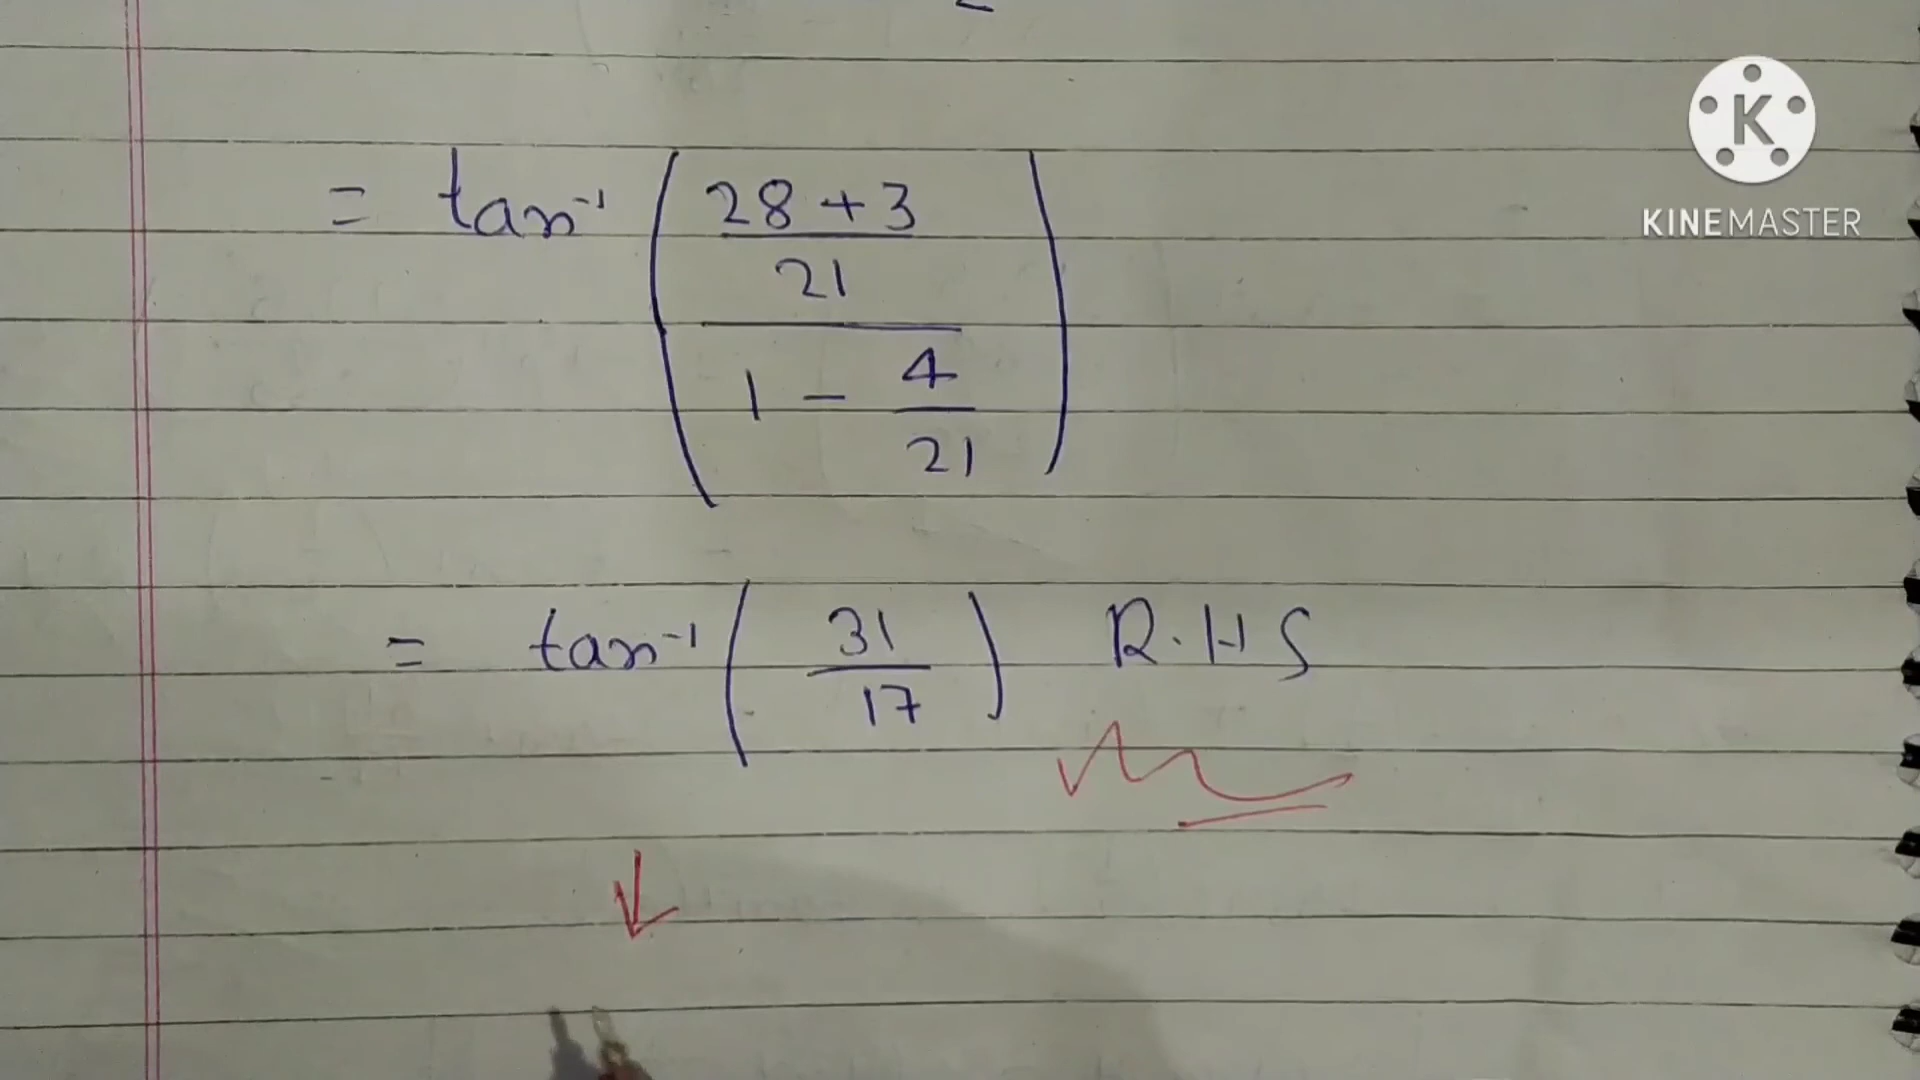 = tan⁻¹ ( 28 + 3
21
1 - 4
21 )
K
KINEMASTER
= tan⁻¹ ( 31 / 17 ) R.H S